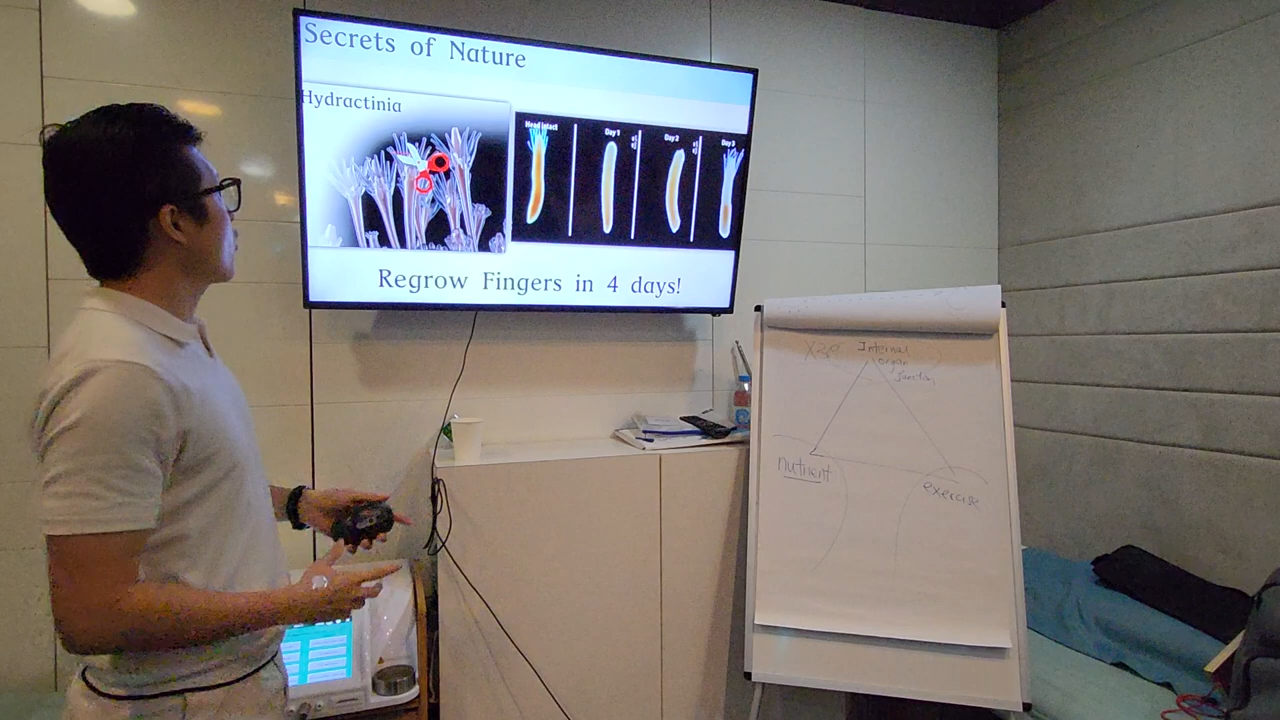 Secrets of Nature
Hydractinia
Head intact
Day 1
Day 2
Day 3
Regrow Fingers in 4 days!
X39
Internal
organ
nutrient
exercise